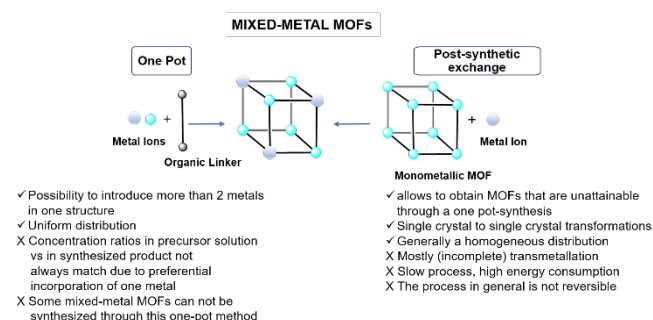 MIXED-METAL MOFs
One Pot
Post-synthetic
exchange
+
Metal Ions
Organic Linker
+
Metal Ion
Monometallic MOF
✓Possibility to introduce more than 2 metals
in one structure
✓Uniform distribution
X Concentration ratios in precursor solution
vs in synthesized product not
always match due to preferential
incorporation of one metal
X Some mixed-metal MOFs can not be
synthesized through this one-pot method
✓allows to obtain MOFs that are unattainable
through a one pot-synthesis
✓Single crystal to single crystal transformations
✓Generally a homogeneous distribution
X Mostly (incomplete) transmetallation
X Slow process, high energy consumption
X The process in general is not reversible